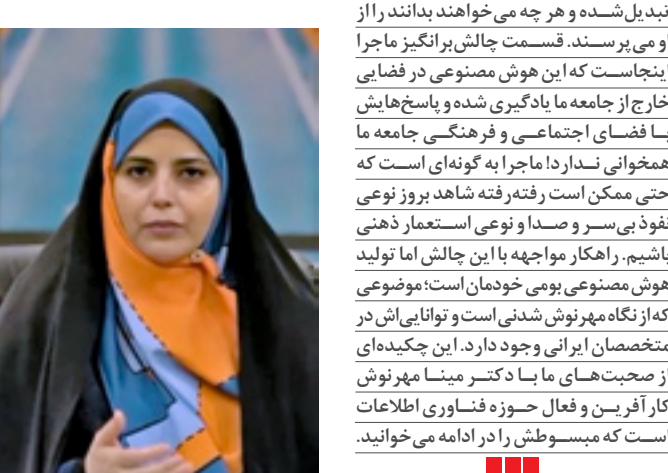 تبدیل‌شده و هر چه می‌خواهند بدانند را از
او می‌پرسند. قسمت چالش‌برانگیز ماجرا
اینجاست که این هوش مصنوعی در فضایی
خارج از جامعه ما یادگیری شده و پاسخ‌هایش
با فضای اجتماعی و فرهنگی جامعه ما
همخوانی ندارد! ماجرا به گونه‌ای است که
حتی ممکن است رفته‌رفته شاهد بروز نوعی
نفوذ بی‌سر و صدا و نوعی استعمار ذهنی
باشیم. راهکار مواجهه با این چالش اما تولید
هوش مصنوعی بومی خودمان است؛ موضوعی
که از نگاه مهرنوش شدنی است و توانایی‌اش در
متخصصان ایرانی وجود دارد. این چکیده‌ای
از صحبت‌های ما با دکتر مینا مهرنوش
کارآفرین و فعال حوزه فناوری اطلاعات
است که مبسوطش را در ادامه می‌خوانید.